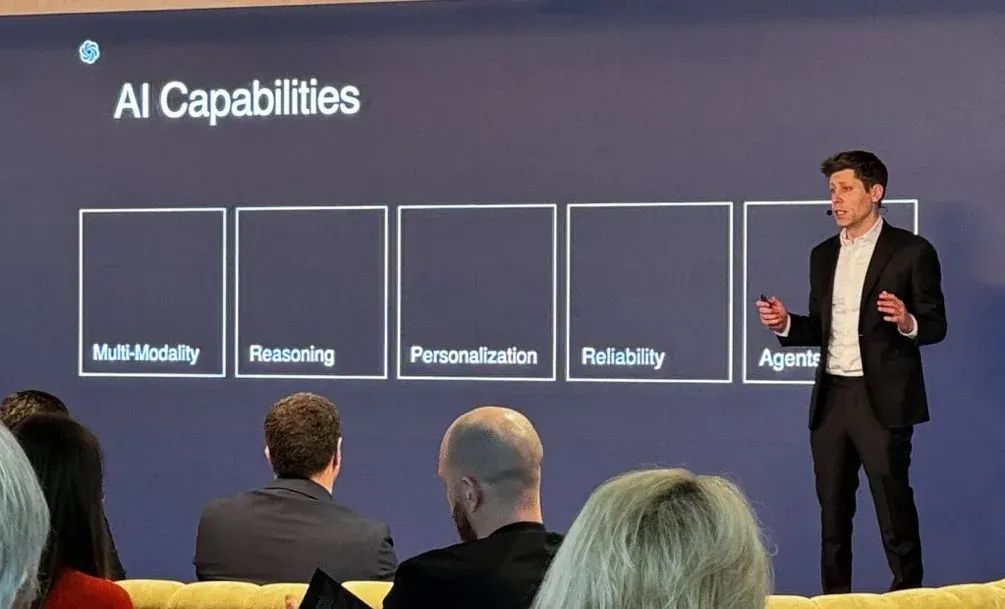 AI Capabilities
Multi-Modality
Reasoning
Personalization
Reliability
Agents